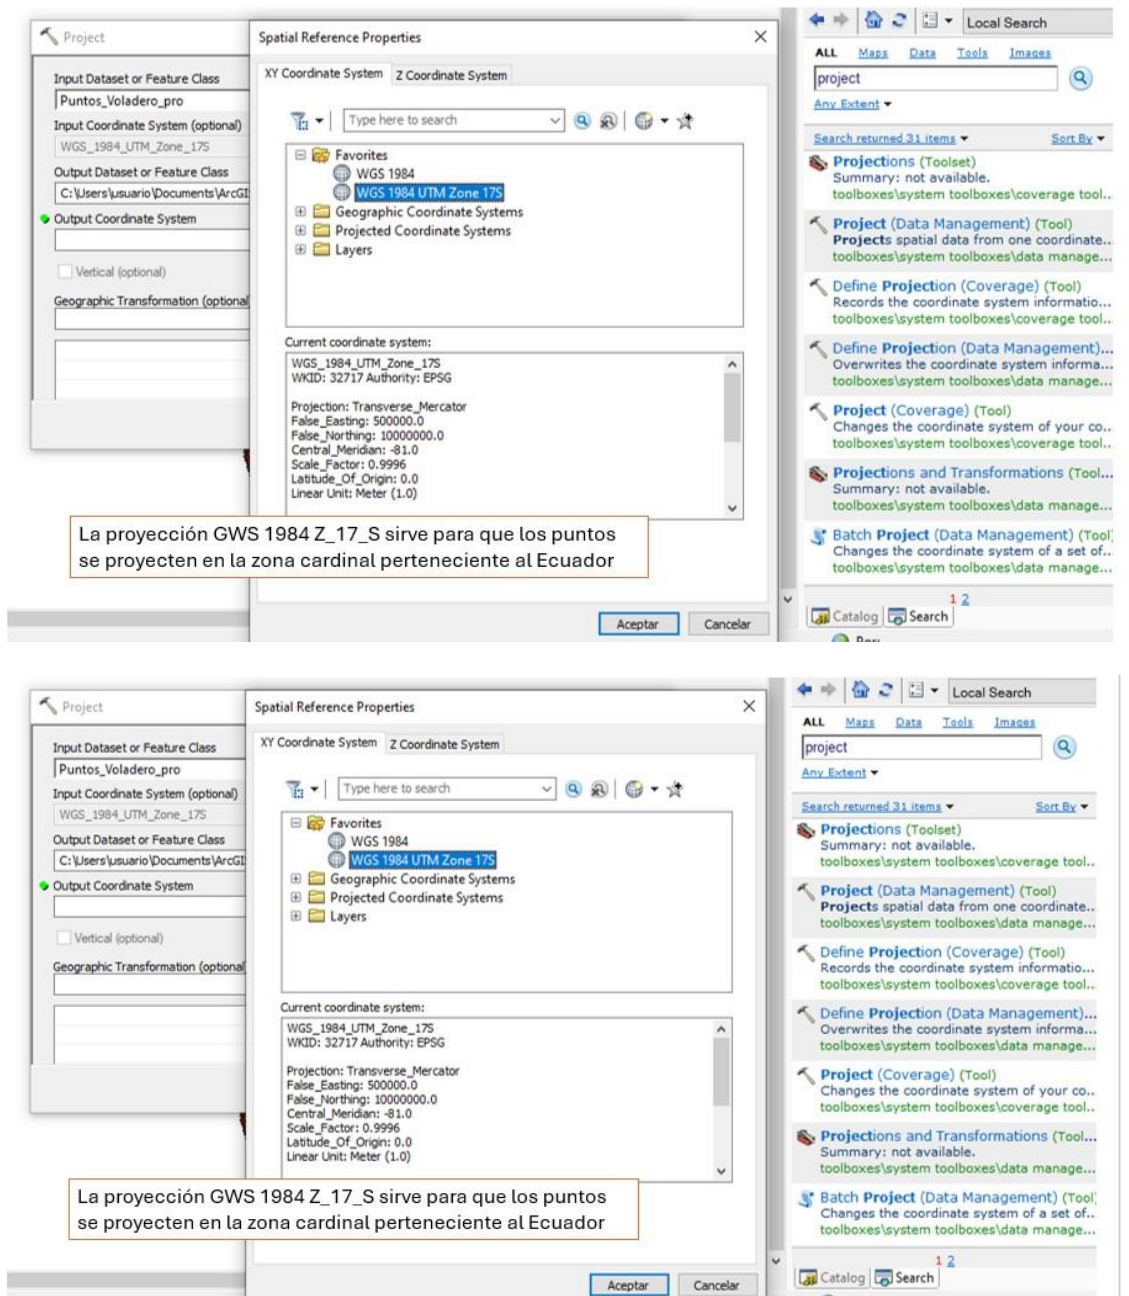 Project
Input Dataset or Feature Class
Puntos_Voladero_pro
Input Coordinate System (optional)
WGS_1984_UTM_Zone_17S
Output Dataset or Feature Class
C:\Users\usuario\Documents\ArcGI
Output Coordinate System
Vertical (optional)
Geographic Transformation (optional
Spatial Reference Properties
XY Coordinate System Z Coordinate System
Type here to search
Favorites
WGS 1984
WGS 1984 UTM Zone 17S
Geographic Coordinate Systems
Projected Coordinate Systems
Layers
Current coordinate system:
WGS_1984_UTM_Zone_17S
WKID: 32717 Authority: EPSG
Projection: Transverse_Mercator
False_Easting: 500000.0
False_Northing: 10000000.0
Central_Meridian: -81.0
Scale_Factor: 0.9996
Latitude_Of_Origin: 0.0
Linear Unit: Meter (1.0)
La proyección GWS 1984 Z_17_S sirve para que los puntos
se proyecten en la zona cardinal perteneciente al Ecuador
Aceptar Cancelar
Local Search
ALL Maps Data Tools Images
project
Any Extent
Search returned 31 items Sort By
Projections (Toolset)
Summary: not available.
toolboxes\system toolboxes\coverage tool...
Project (Data Management) (Tool)
Projects spatial data from one coordinate...
toolboxes\system toolboxes\data manage...
Define Projection (Coverage) (Tool)
Records the coordinate system informatio...
toolboxes\system toolboxes\coverage tool...
Define Projection (Data Management)...
Overwrites the coordinate system informa...
toolboxes\system toolboxes\data manage...
Project (Coverage) (Tool)
Changes the coordinate system of your co...
toolboxes\system toolboxes\coverage tool...
Projections and Transformations (Tool...
Summary: not available.
toolboxes\system toolboxes\data manage...
Batch Project (Data Management) (Tool)
Changes the coordinate system of a set of...
toolboxes\system toolboxes\data manage...
1 2
Catalog Search
Project
Input Dataset or Feature Class
Puntos_Voladero_pro
Input Coordinate System (optional)
WGS_1984_UTM_Zone_17S
Output Dataset or Feature Class
C:\Users\usuario\Documents\ArcGI
Output Coordinate System
Vertical (optional)
Geographic Transformation (optional
Spatial Reference Properties
XY Coordinate System Z Coordinate System
Type here to search
Favorites
WGS 1984
WGS 1984 UTM Zone 17S
Geographic Coordinate Systems
Projected Coordinate Systems
Layers
Current coordinate system:
WGS_1984_UTM_Zone_17S
WKID: 32717 Authority: EPSG
Projection: Transverse_Mercator
False_Easting: 500000.0
False_Northing: 10000000.0
Central_Meridian: -81.0
Scale_Factor: 0.9996
Latitude_Of_Origin: 0.0
Linear Unit: Meter (1.0)
La proyección GWS 1984 Z_17_S sirve para que los puntos
se proyecten en la zona cardinal perteneciente al Ecuador
Aceptar Cancelar
Local Search
ALL Maps Data Tools Images
project
Any Extent
Search returned 31 items Sort By
Projections (Toolset)
Summary: not available.
toolboxes\system toolboxes\coverage tool...
Project (Data Management) (Tool)
Projects spatial data from one coordinate...
toolboxes\system toolboxes\data manage...
Define Projection (Coverage) (Tool)
Records the coordinate system informatio...
toolboxes\system toolboxes\coverage tool...
Define Projection (Data Management)...
Overwrites the coordinate system informa...
toolboxes\system toolboxes\data manage...
Project (Coverage) (Tool)
Changes the coordinate system of your co...
toolboxes\system toolboxes\coverage tool...
Projections and Transformations (Tool...
Summary: not available.
toolboxes\system toolboxes\data manage...
Batch Project (Data Management) (Tool)
Changes the coordinate system of a set of...
toolboxes\system toolboxes\data manage...
1 2
Catalog Search